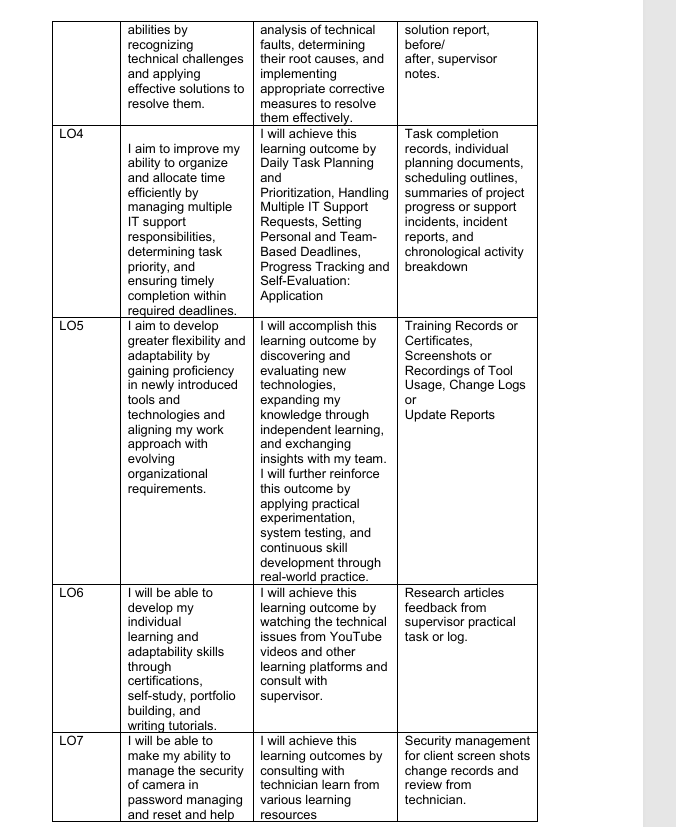 abilities by
recognizing
technical challenges
and applying
effective solutions to
resolve them.
analysis of technical
faults, determining
their root causes, and
implementing
appropriate corrective
measures to resolve
them effectively.
solution report,
before/
after, supervisor
notes.
LO4
I aim to improve my
ability to organize
and allocate time
efficiently by
managing multiple
IT support
responsibilities,
determining task
priority, and
ensuring timely
completion within
required deadlines.
I will achieve this
learning outcome by
Daily Task Planning
and
Prioritization, Handling
Multiple IT Support
Requests, Setting
Personal and Team-
Based Deadlines,
Progress Tracking and
Self-Evaluation:
Application
Task completion
records, individual
planning documents,
scheduling outlines,
summaries of project
progress or support
incidents, incident
reports, and
chronological activity
breakdown
LO5
I aim to develop
greater flexibility and
adaptability by
gaining proficiency
in newly introduced
tools and
technologies and
aligning my work
approach with
evolving
organizational
requirements.
I will accomplish this
learning outcome by
discovering and
evaluating new
technologies,
expanding my
knowledge through
independent learning,
and exchanging
insights with my team.
I will further reinforce
this outcome by
applying practical
experimentation,
system testing, and
continuous skill
development through
real-world practice.
Training Records or
Certificates,
Screenshots or
Recordings of Tool
Usage, Change Logs
or
Update Reports
LO6
I will be able to
develop my
individual
learning and
adaptability skills
through
certifications,
self-study, portfolio
building, and
writing tutorials.
I will achieve this
learning outcome by
watching the technical
issues from YouTube
videos and other
learning platforms and
consult with
supervisor.
Research articles
feedback from
supervisor practical
task or log.
LO7
I will be able to
make my ability to
manage the security
of camera in
password managing
and reset and help
I will achieve this
learning outcomes by
consulting with
technician learn from
various learning
resources
Security management
for client screen shots
change records and
review from
technician.